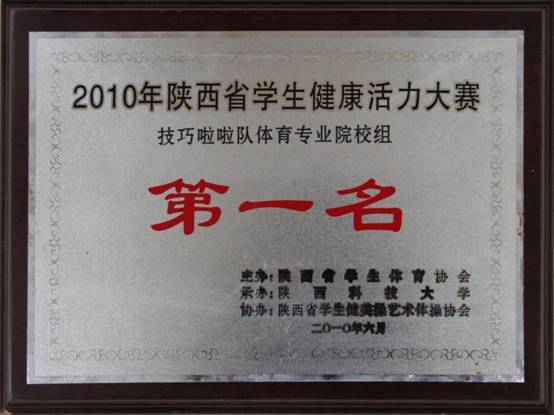 2010年陕西省学生健康活力大赛
技巧啦啦队体育专业院校组
第一名
主办:陕西省学生体育协会
承办:陕西科技大学
协办:陕西省学生健美操艺术体操协会
二〇一〇年六月